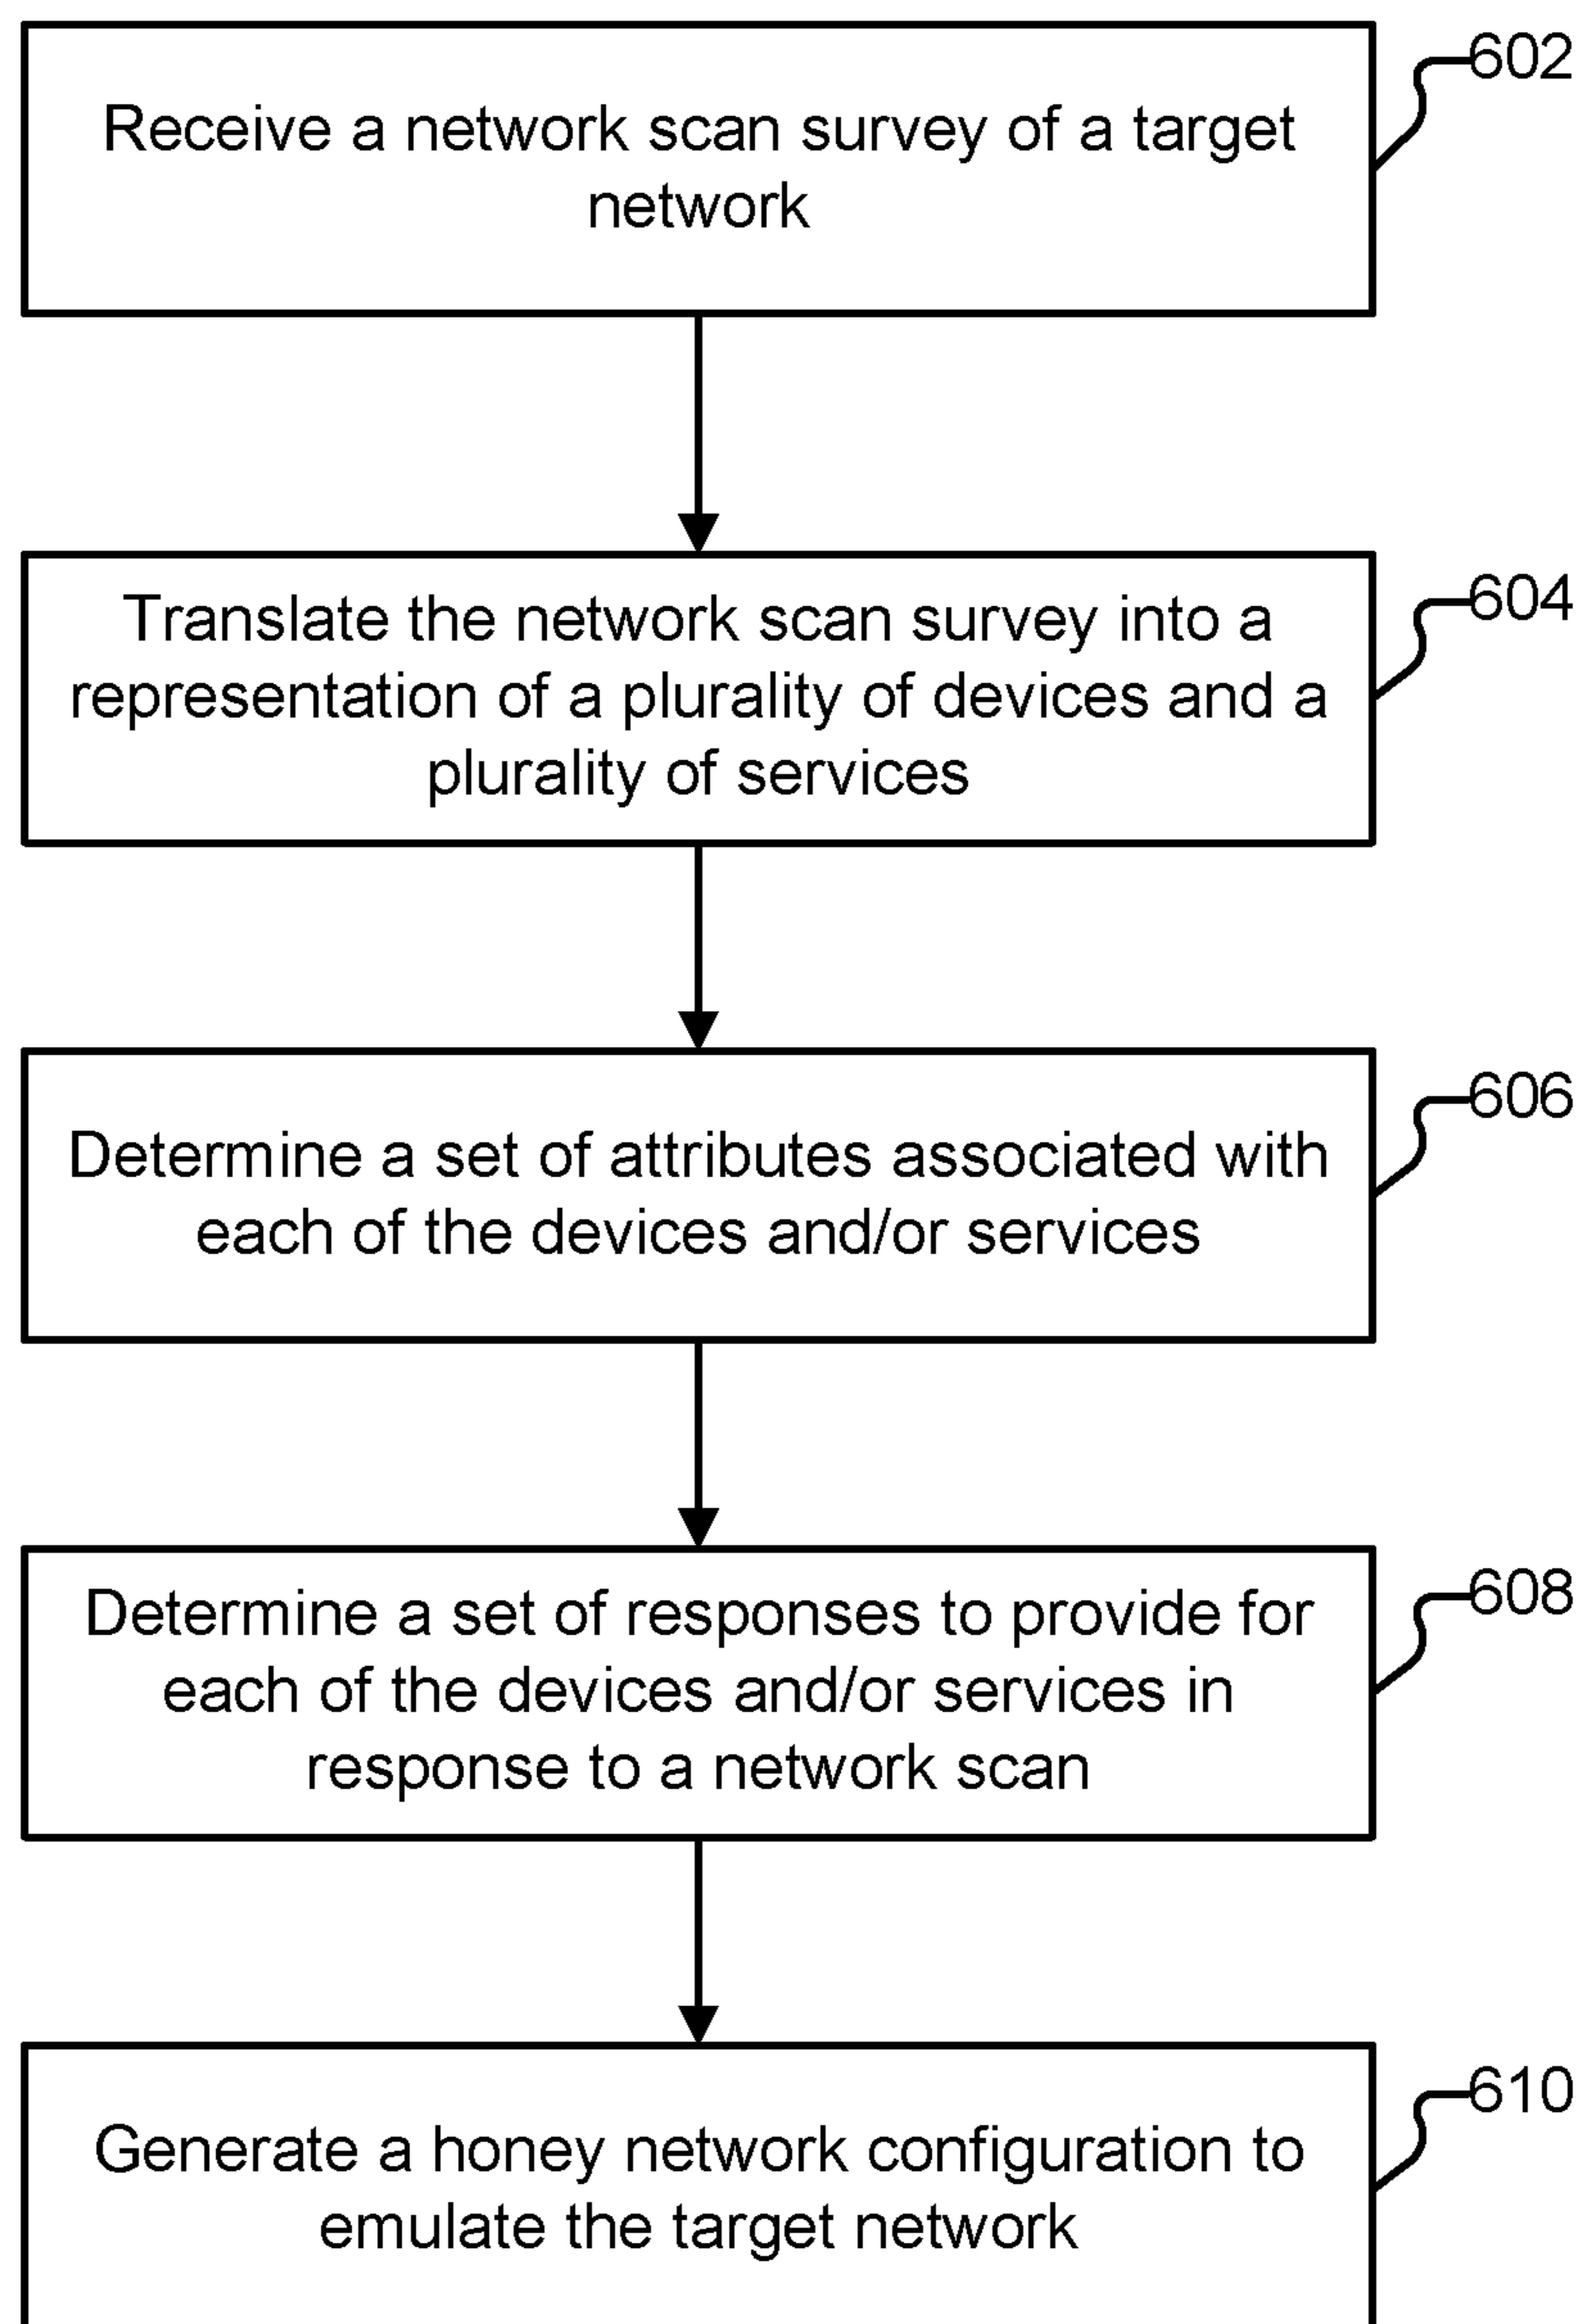 602
Receive a network scan survey of a target
network
604
Translate the network scan survey into a
representation of a plurality of devices and a
plurality of services
606
Determine a set of attributes associated with
each of the devices and/or services
608
Determine a set of responses to provide for
each of the devices and/or services in
response to a network scan
610
Generate a honey network configuration to
emulate the target network